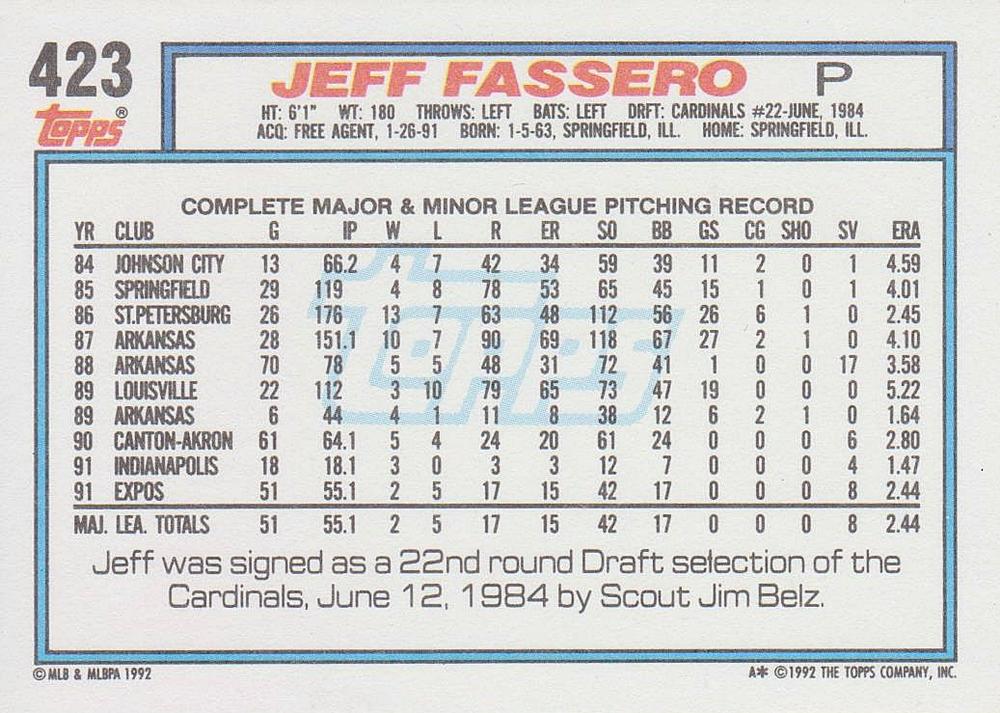 423
topps®
JEFF FASSERO P
HT: 6'1" WT: 180 THROWS: LEFT BATS: LEFT DRFT: CARDINALS #22-JUNE, 1984
ACQ: FREE AGENT, 1-26-91 BORN: 1-5-63, SPRINGFIELD, ILL. HOME: SPRINGFIELD, ILL.
COMPLETE MAJOR & MINOR LEAGUE PITCHING RECORD
YR CLUB G IP W L R ER SO BB GS CG SHO SV ERA
84 JOHNSON CITY 13 66.2 4 7 42 34 59 39 11 2 0 1 4.59
85 SPRINGFIELD 29 119 4 8 78 53 65 45 15 1 0 1 4.01
86 ST.PETERSBURG 26 176 13 7 63 48 112 56 26 6 1 0 2.45
87 ARKANSAS 28 151.1 10 7 90 69 118 67 27 2 1 0 4.10
88 ARKANSAS 70 78 5 5 48 31 72 41 1 0 0 17 3.58
89 LOUISVILLE 22 112 3 10 79 65 73 47 19 0 0 0 5.22
89 ARKANSAS 6 44 4 1 11 8 38 12 6 2 1 0 1.64
90 CANTON-AKRON 61 64.1 5 4 24 20 61 24 0 0 0 6 2.80
91 INDIANAPOLIS 18 18.1 3 0 3 3 12 7 0 0 0 4 1.47
91 EXPOS 51 55.1 2 5 17 15 42 17 0 0 0 8 2.44
MAJ. LEA. TOTALS 51 55.1 2 5 17 15 42 17 0 0 0 8 2.44
Topps
Jeff was signed as a 22nd round Draft selection of the
Cardinals, June 12, 1984 by Scout Jim Belz.
© MLB & MLBPA 1992 A* © 1992 THE TOPPS COMPANY, INC.